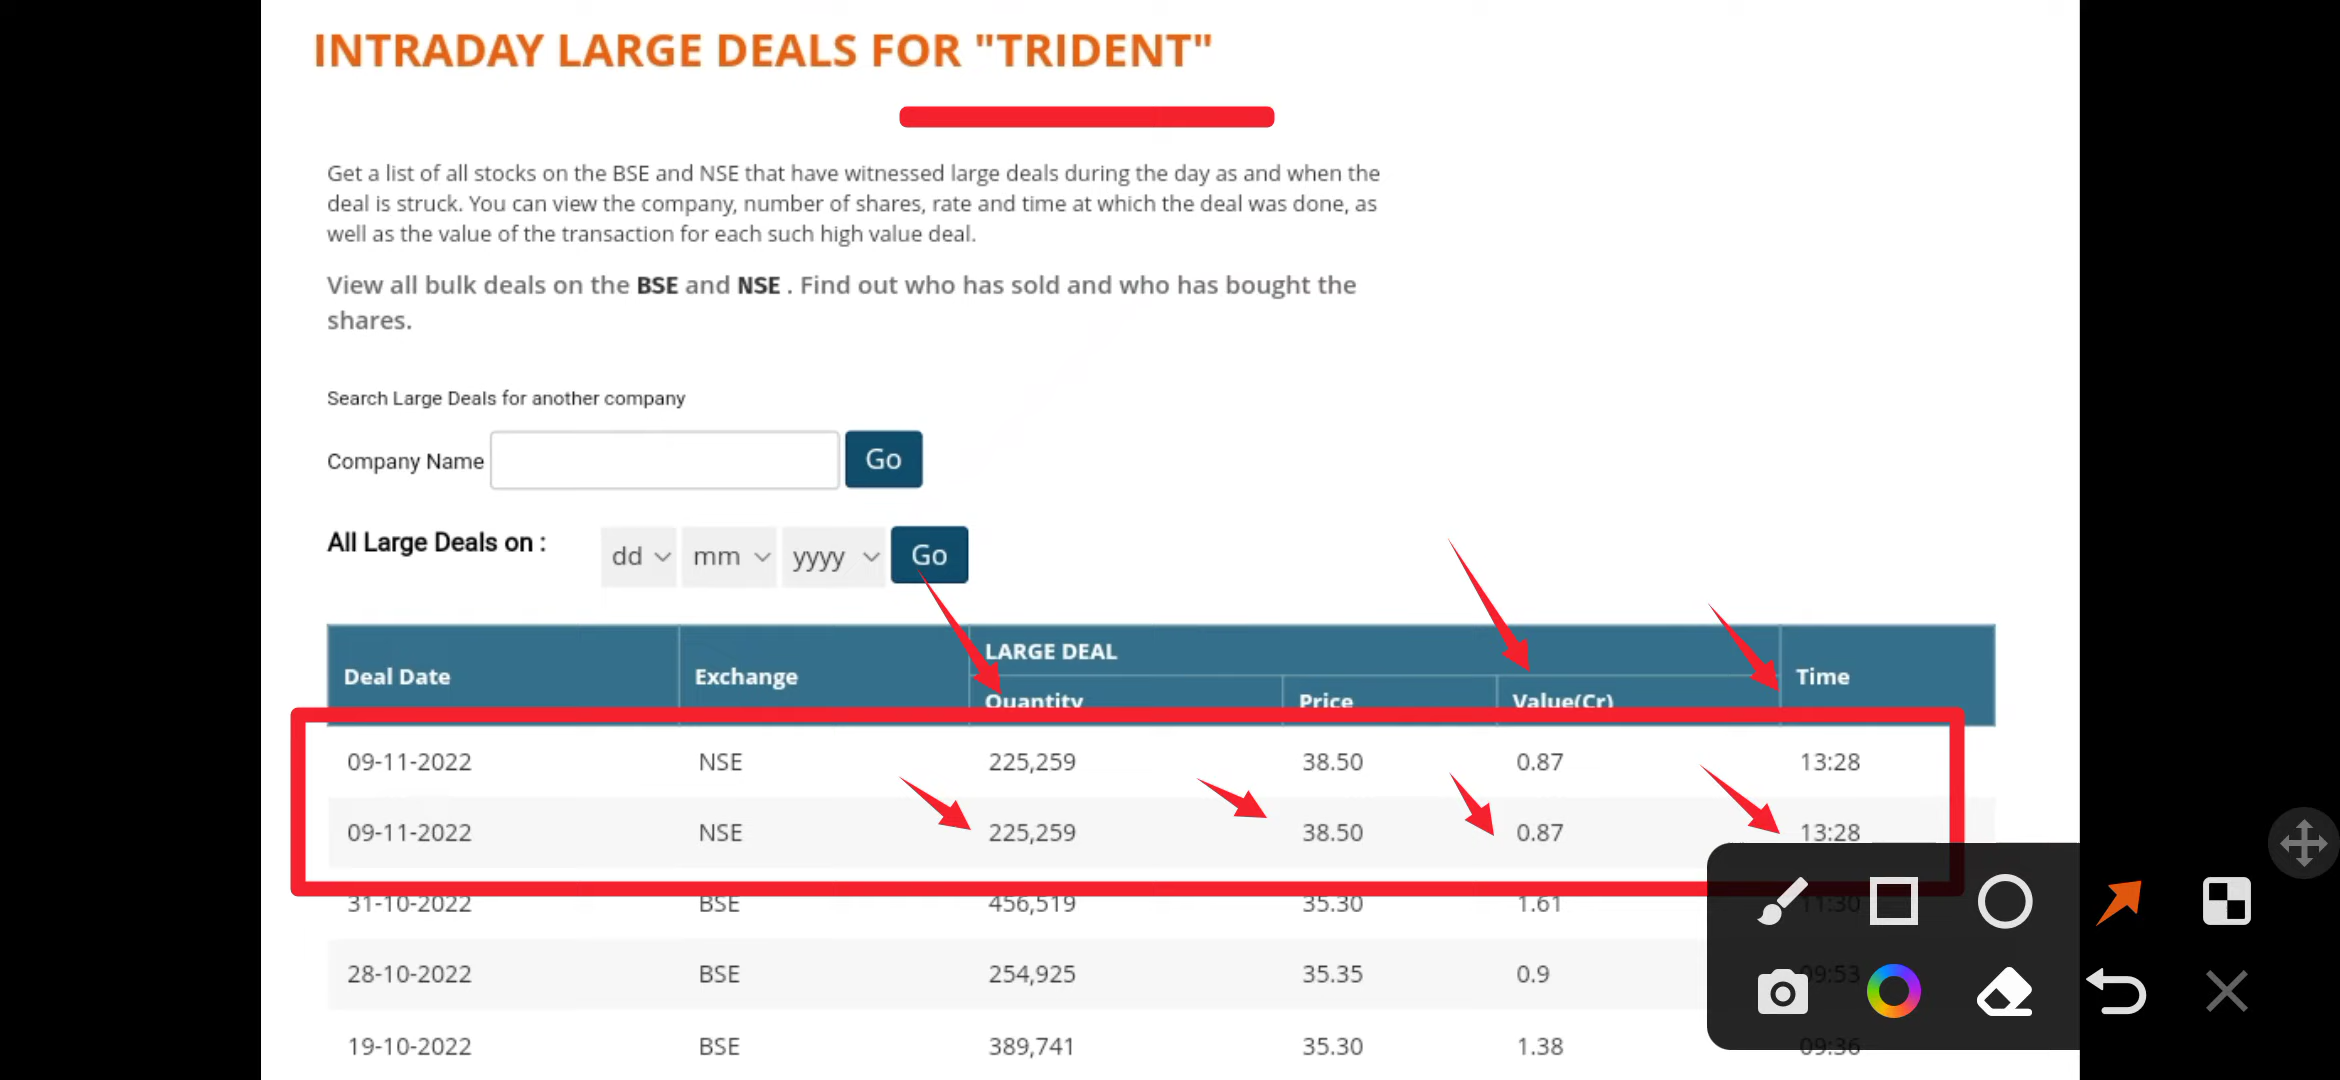 INTRADAY LARGE DEALS FOR "TRIDENT"
Get a list of all stocks on the BSE and NSE that have witnessed large deals during the day as and when the
deal is struck. You can view the company, number of shares, rate and time at which the deal was done, as
well as the value of the transaction for each such high value deal.
View all bulk deals on the BSE and NSE . Find out who has sold and who has bought the
shares.
Search Large Deals for another company
Company Name Go
All Large Deals on : dd mm yyyy Go
LARGE DEAL
Deal Date Exchange Time
Quantity Price Value(Cr)
09-11-2022 NSE 225,259 38.50 0.87 13:28
09-11-2022 NSE 225,259 38.50 0.87 13:28
31-10-2022 BSE 456,519 35.30 1.61 11:30
28-10-2022 BSE 254,925 35.35 0.9 09:53
19-10-2022 BSE 389,741 35.30 1.38 09:36